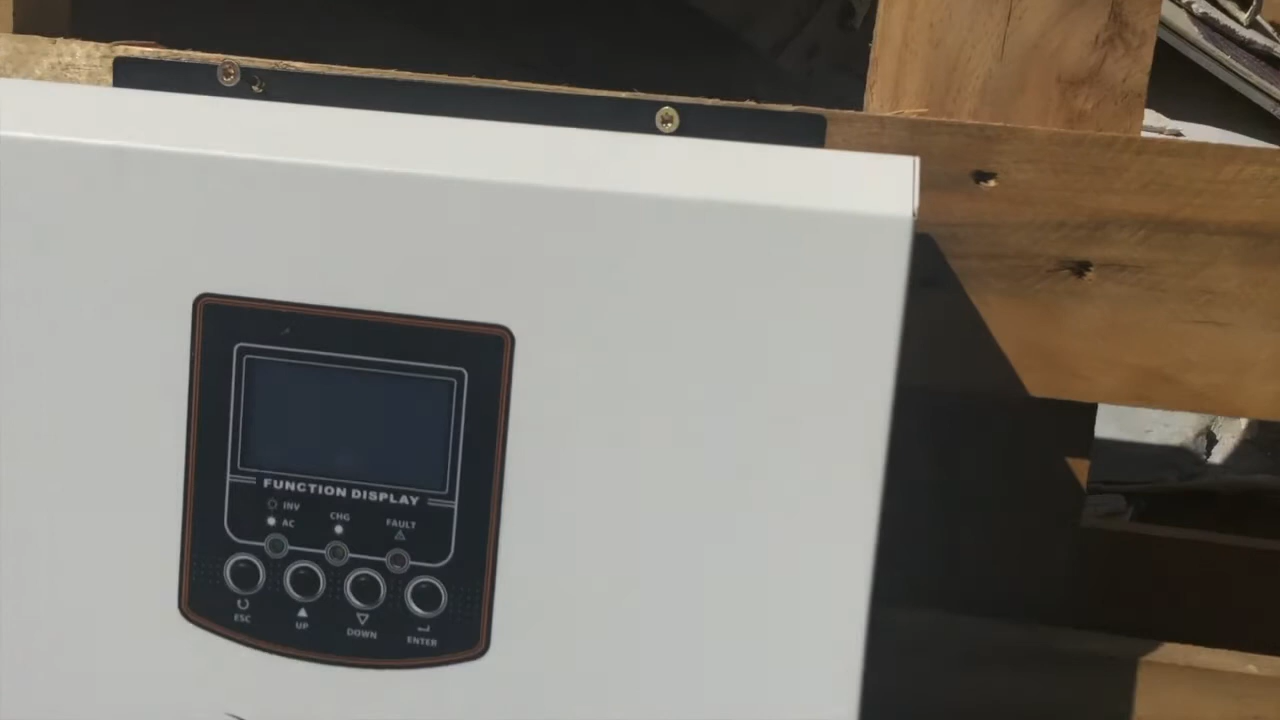 FUNCTION DISPLAY
INV
AC
CHG
FAULT
ESC
UP
DOWN
ENTER